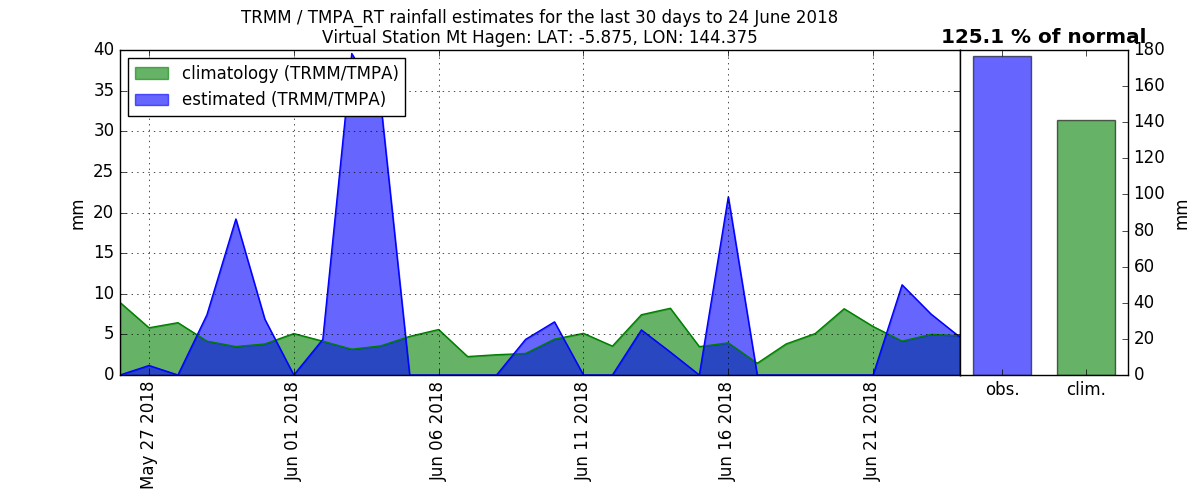 TRMM / TMPA_RT rainfall estimates for the last 30 days to 24 June 2018
Virtual Station Mt Hagen: LAT: -5.875, LON: 144.375
125.1 % of normal
climatology (TRMM/TMPA)
estimated (TRMM/TMPA)
40
35
30
25
20
15
10
5
0
mm
May 27 2018
Jun 01 2018
Jun 06 2018
Jun 11 2018
Jun 16 2018
Jun 21 2018
obs.
clim.
180
160
140
120
100
80
60
40
20
0
mm